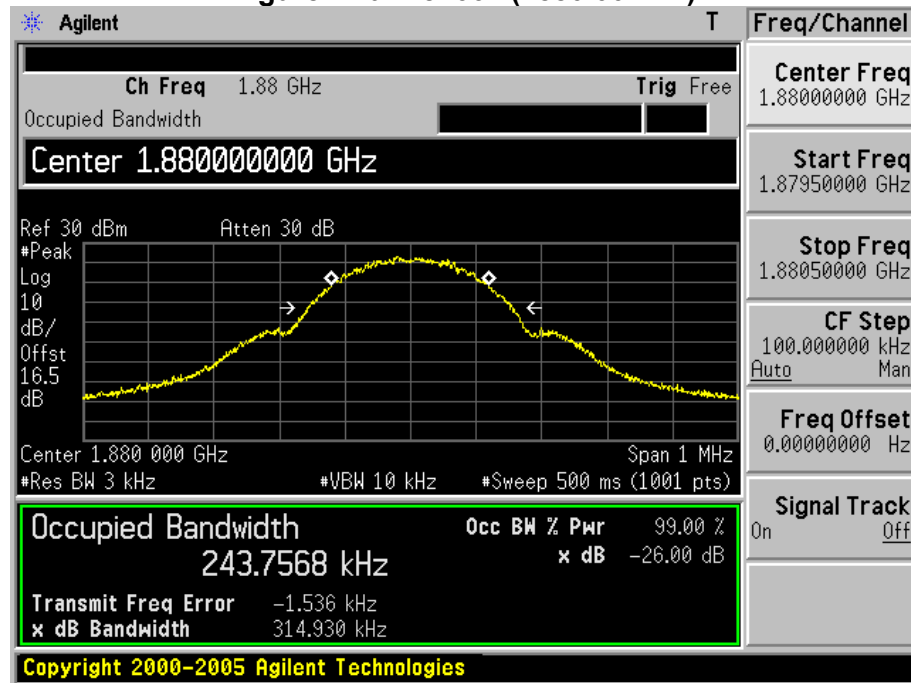 Agilent T Freq/Channel
Ch Freq 1.88 GHz Trig Free
Occupied Bandwidth
Center 1.880000000 GHz
Ref 30 dBm Atten 30 dB
#Peak
Log
10
dB/
Offst
16.5
dB
Center 1.880 000 GHz Span 1 MHz
#Res BW 3 kHz #VBW 10 kHz #Sweep 500 ms (1001 pts)
Occupied Bandwidth Occ BW % Pwr 99.00 %
243.7568 kHz x dB -26.00 dB
Transmit Freq Error -1.536 kHz
x dB Bandwidth 314.930 kHz
Copyright 2000-2005 Agilent Technologies
Center Freq
1.88000000 GHz
Start Freq
1.87950000 GHz
Stop Freq
1.88050000 GHz
CF Step
100.000000 kHz
Auto Man
Freq Offset
0.00000000 Hz
Signal Track
On Off